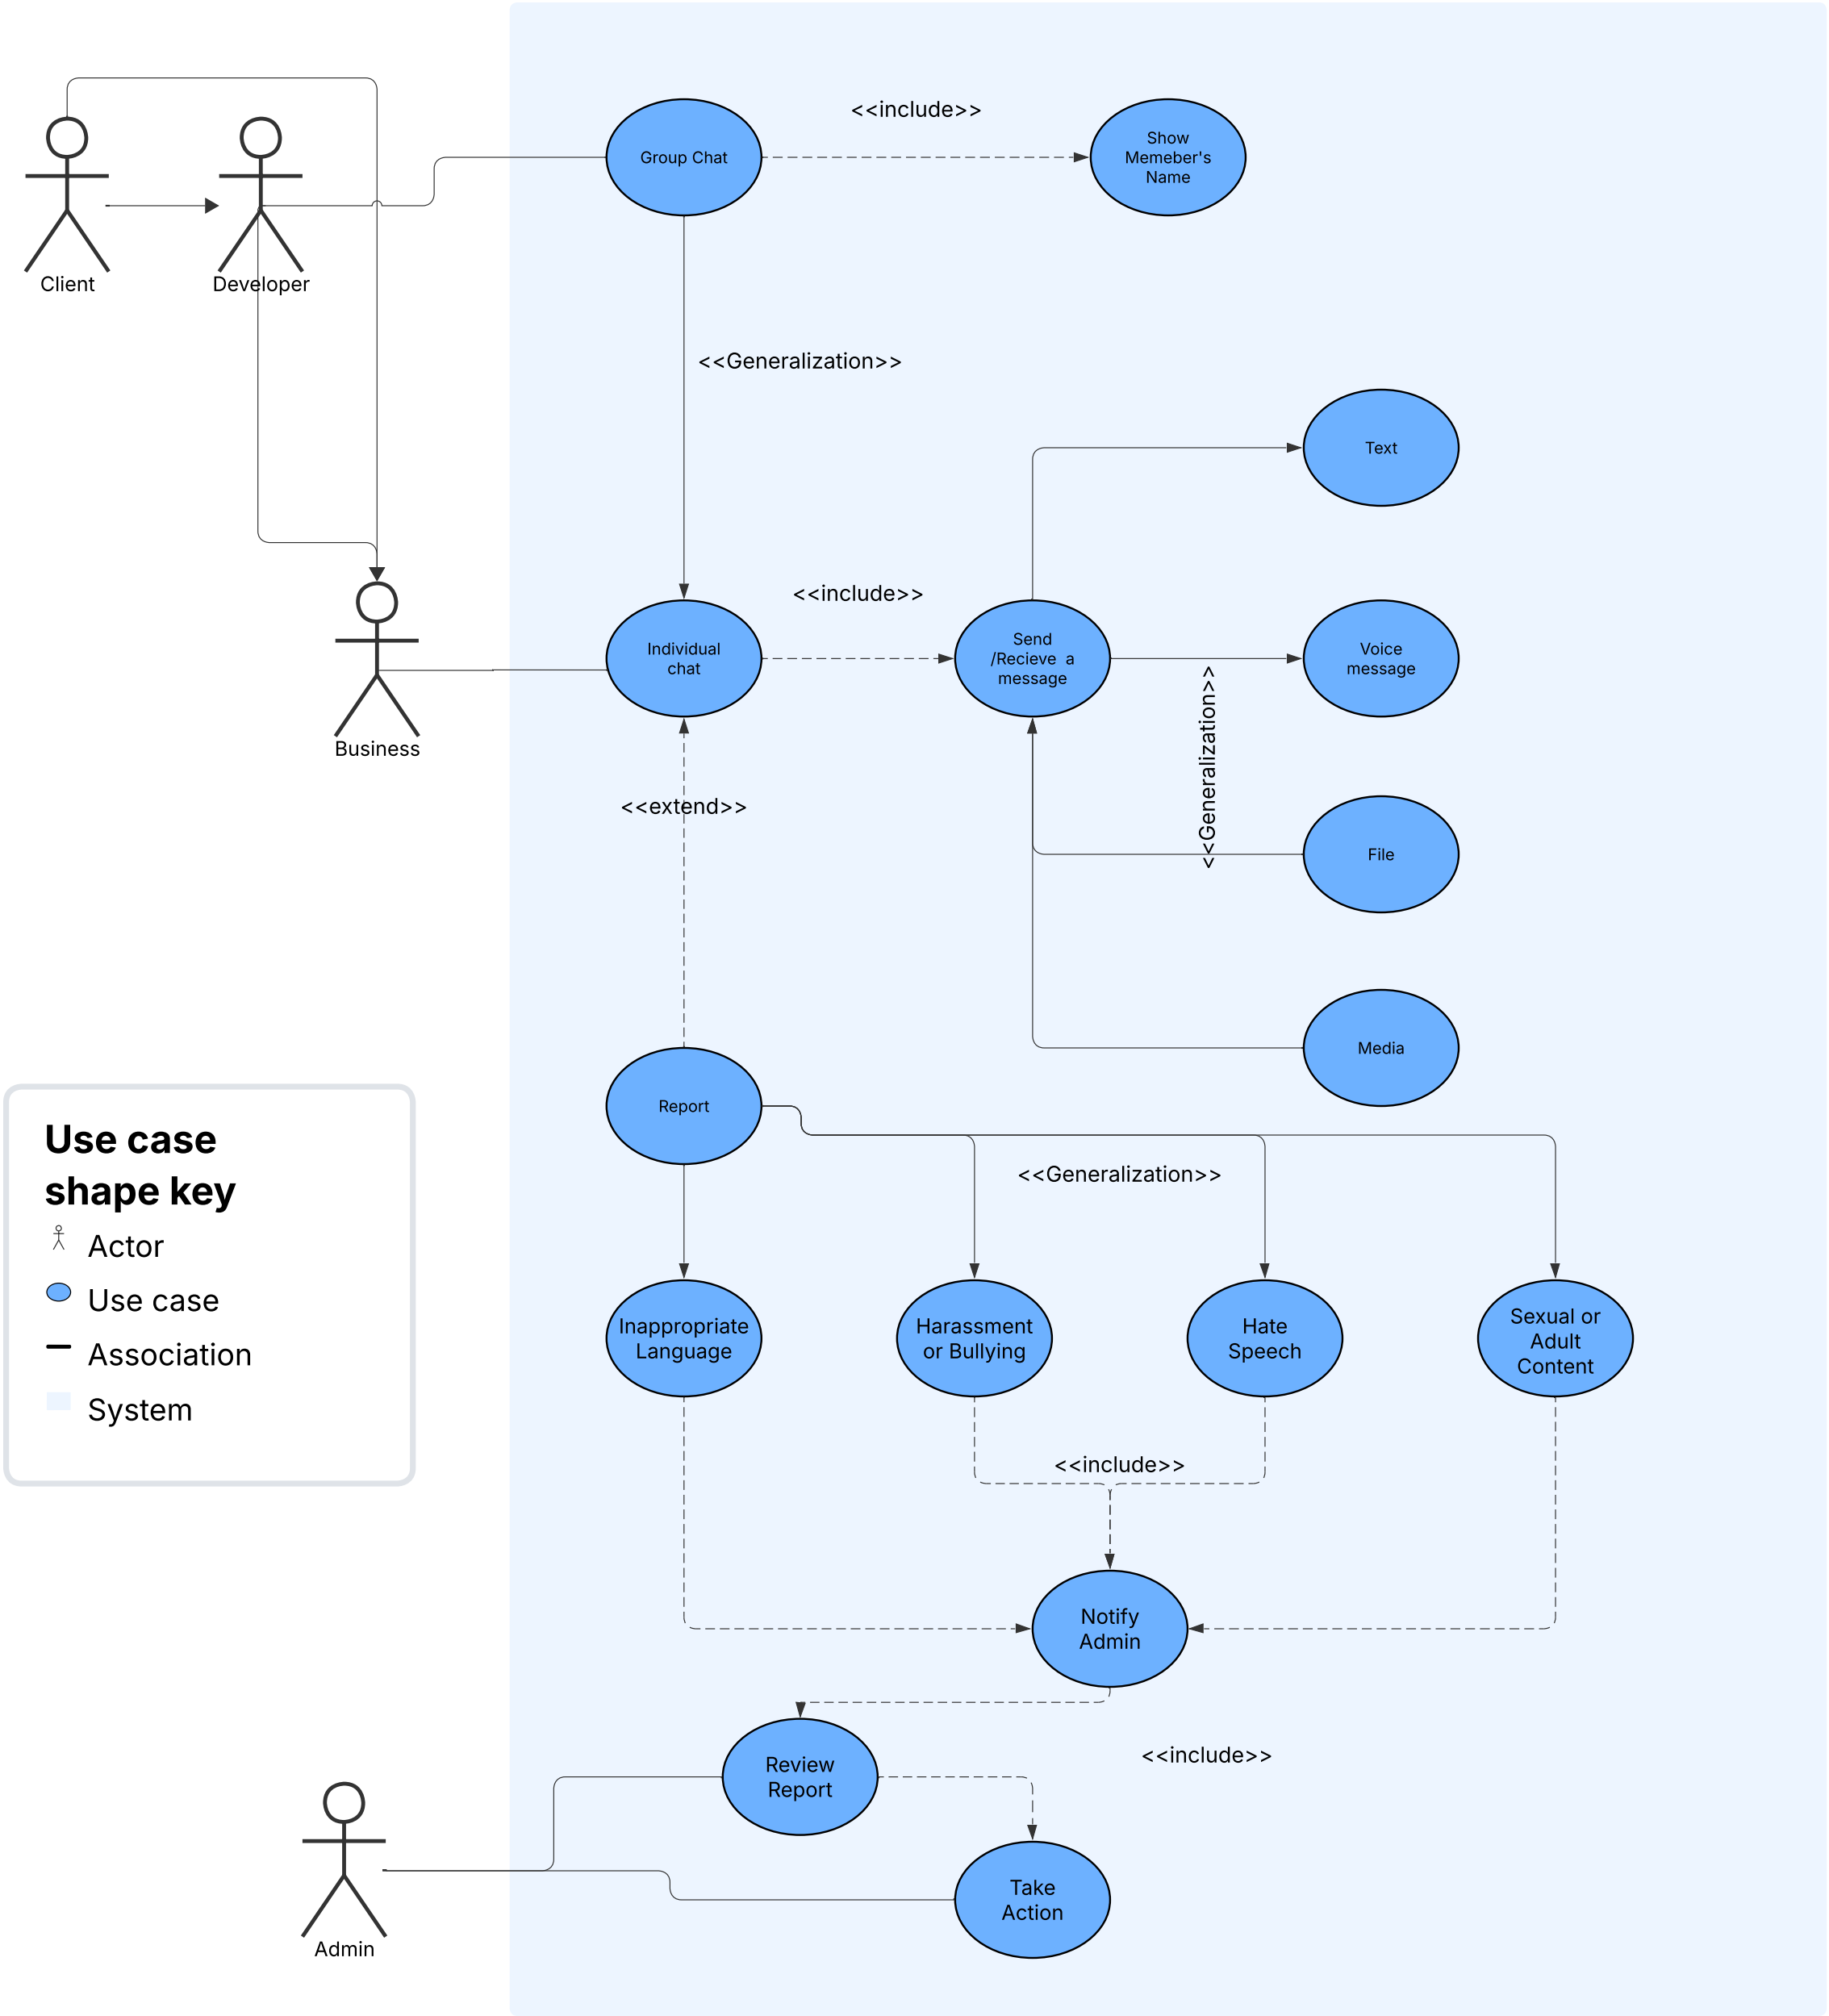 <<include>>
Group Chat
Show
Memeber's
Name
Client
Developer
<<Generalization>>
Text
<<include>>
Individual
chat
Send
/Recieve a
message
Voice
message
Business
<<Generalization>>
<<extend>>
File
Media
Report
<<Generalization>>
Use case
shape key
Actor
Use case
Association
System
Inappropriate
Language
Harassment
or Bullying
Hate
Speech
Sexual or
Adult
Content
<<include>>
Notify
Admin
<<include>>
Review
Report
Take
Action
Admin